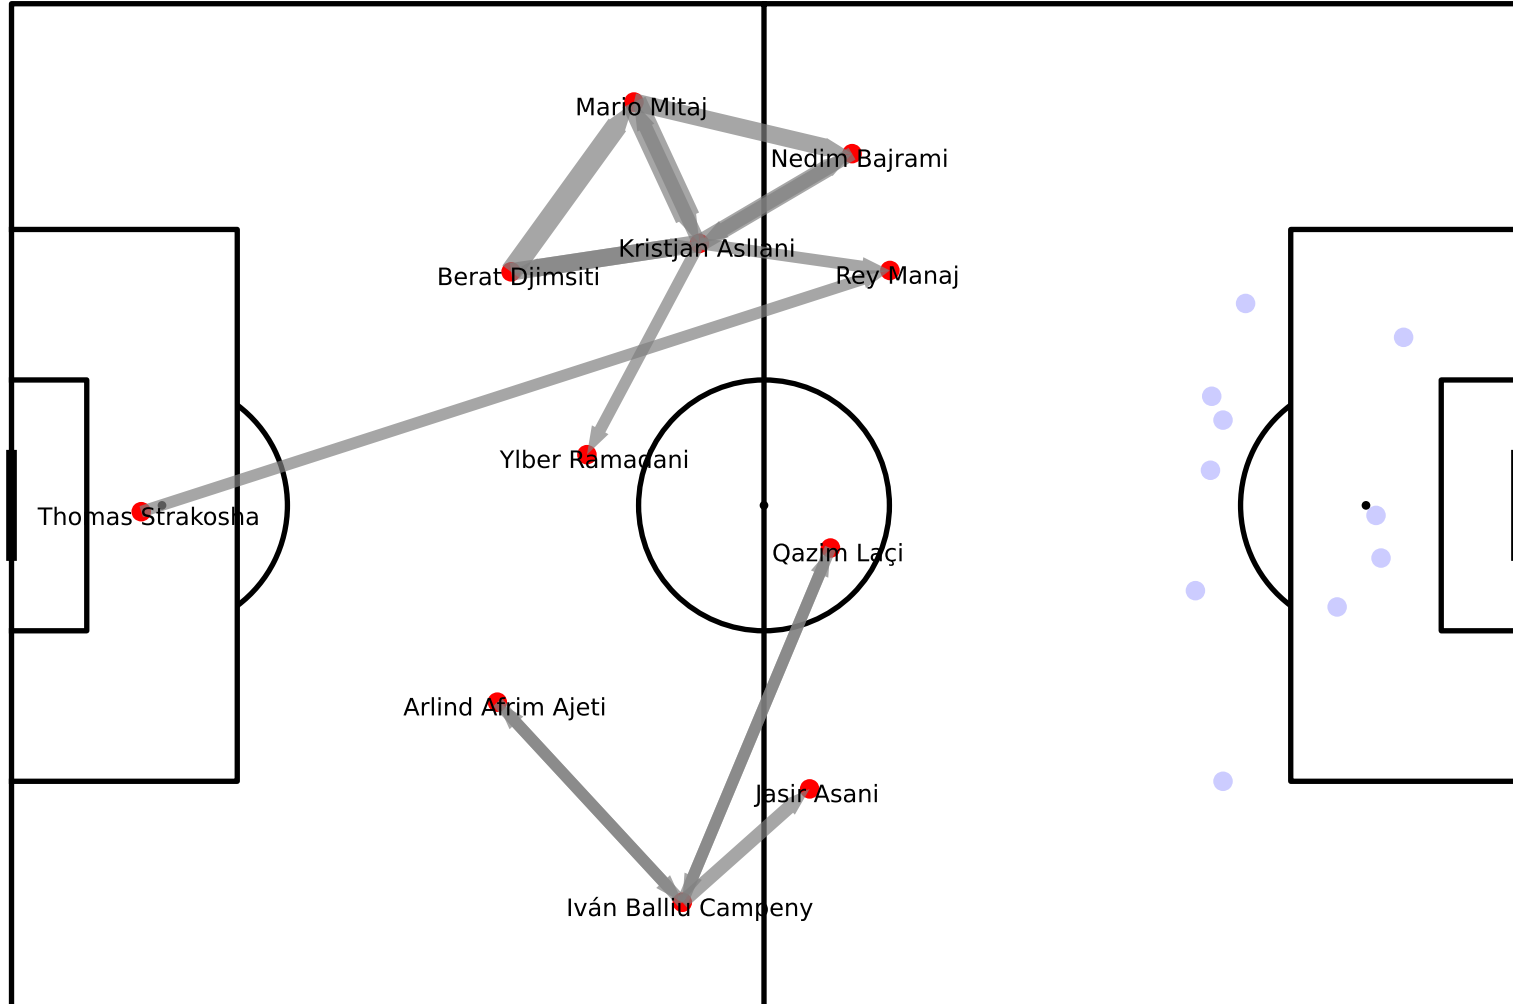 Mario Mitaj
Nedim Bajrami
Kristjan Asllani
Berat Djimsiti
Rey Manaj
Ylber Ramadani
Thomas Strakosha
Qazim Laçi
Arlind Afrim Ajeti
Jasir Asani
Iván Balliu Campeny